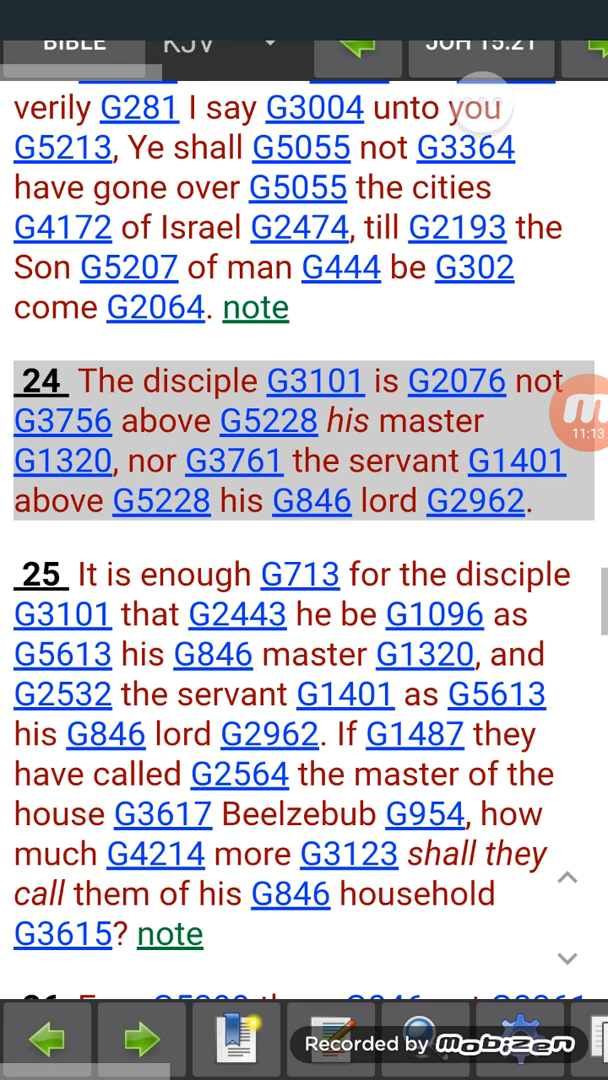 BIBLE KJV JOH 15.21
verily G281 I say G3004 unto you
G5213, Ye shall G5055 not G3364
have gone over G5055 the cities
G4172 of Israel G2474, till G2193 the
Son G5207 of man G444 be G302
come G2064. note
24 The disciple G3101 is G2076 not
G3756 above G5228 his master
G1320, nor G3761 the servant G1401
above G5228 his G846 lord G2962.
11:13
25 It is enough G713 for the disciple
G3101 that G2443 he be G1096 as
G5613 his G846 master G1320, and
G2532 the servant G1401 as G5613
his G846 lord G2962. If G1487 they
have called G2564 the master of the
house G3617 Beelzebub G954, how
much G4214 more G3123 shall they
call them of his G846 household
G3615? note
Recorded by mobizen